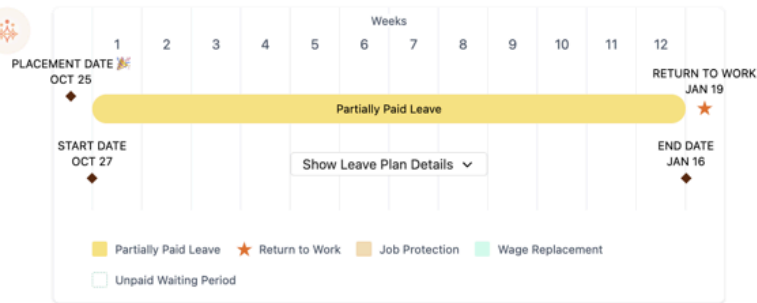 Weeks
1 2 3 4 5 6 7 8 9 10 11 12
PLACEMENT DATE 🎉
OCT 25
RETURN TO WORK
JAN 19
Partially Paid Leave
START DATE
OCT 27
Show Leave Plan Details
END DATE
JAN 16
Partially Paid Leave Return to Work Job Protection Wage Replacement
Unpaid Waiting Period